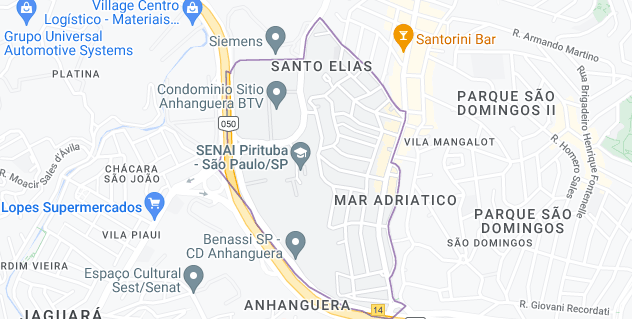 Village Centro
Logístico -
Logística - Materiais...
Grupo Universal
Automotive Systems
Siemens
SANTO ELIAS
Santorini Bar
R. Armando Martino
PLATINA
Condominio Sitio
Anhanguera BTV
PARQUE SÃO
DOMINGOS II
Rua Brigadeiro Henrique Fontenelle
050
SENAI Pirituba
- São Paulo/SP
VILA MANGALOT
R. Homero Sales
R. Moacir Sales d'Ávila
CHÁCARA
SÃO JOÃO
Lopes Supermercados
MAR ADRIATICO
PARQUE SÃO
DOMINGOS
VILA PIAUI
Benassi SP -
CD Anhanguera
SÃO DOMINGOS
RDIM VIEIRA
Espaço Cultural
Sest/Senat
ANHANGUERA
14
R. Giovani Recordati
JAGUARÁ